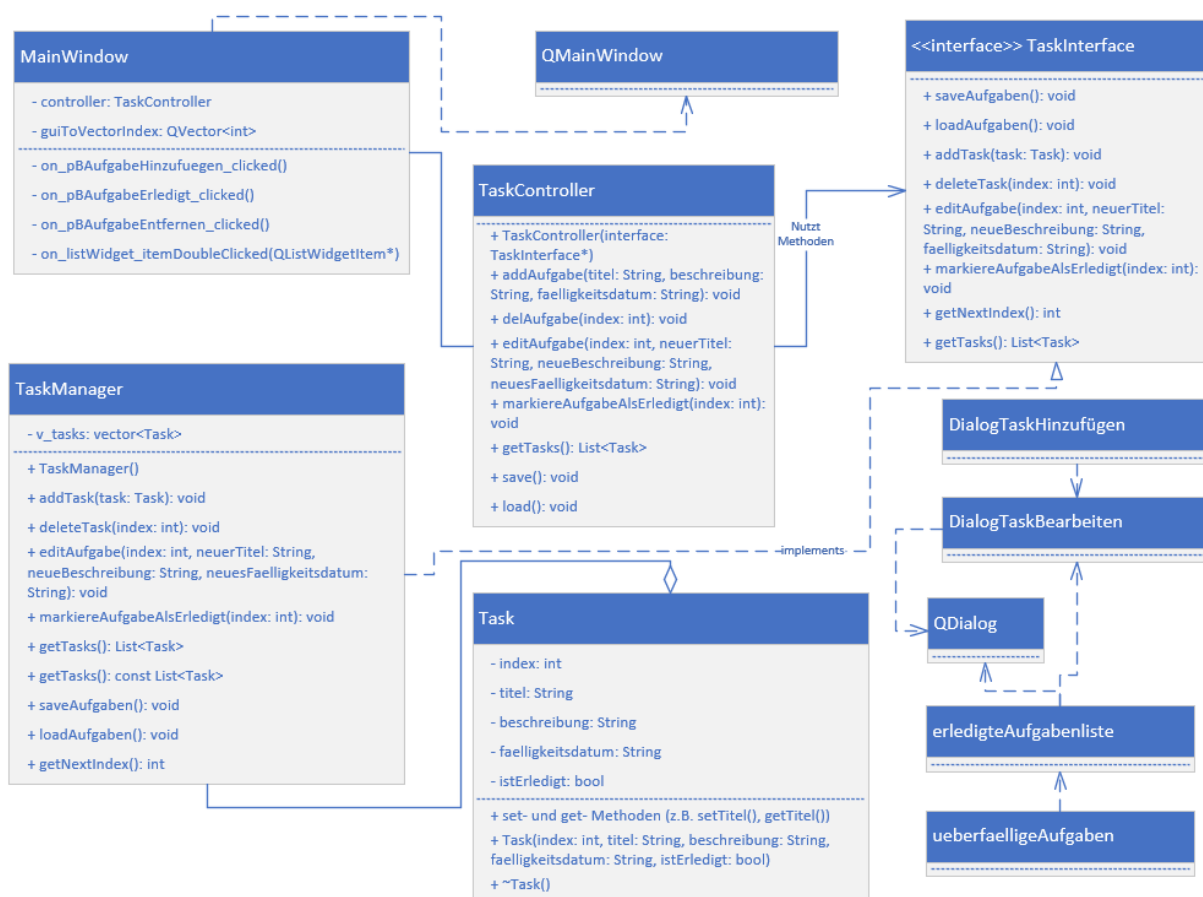 MainWindow
- controller: TaskController
- guiToVectorIndex: QVector<int>
- on_pBAufgabeHinzufuegen_clicked()
- on_pBAufgabeErledigt_clicked()
- on_pBAufgabeEntfernen_clicked()
- on_listWidget_itemDoubleClicked(QListWidgetItem*)
QMainWindow
<<interface>> TaskInterface
+ saveAufgaben(): void
+ loadAufgaben(): void
+ addTask(task: Task): void
+ deleteTask(index: int): void
+ editAufgabe(index: int, neuerTitel:
String, neueBeschreibung: String,
faelligkeitsdatum: String): void
+ markiereAufgabeAlsErledigt(index: int):
void
+ getNextIndex(): int
+ getTasks(): List<Task>
TaskController
+ TaskController(interface:
TaskInterface*)
+ addAufgabe(titel: String, beschreibung:
String, faelligkeitsdatum: String): void
+ delAufgabe(index: int): void
+ editAufgabe(index: int, neuerTitel:
String, neueBeschreibung: String,
neuesFaelligkeitsdatum: String): void
+ markiereAufgabeAlsErledigt(index: int):
void
+ getTasks(): List<Task>
+ save(): void
+ load(): void
Nutzt
Methoden
TaskManager
- v_tasks: vector<Task>
+ TaskManager()
+ addTask(task: Task): void
+ deleteTask(index: int): void
+ editAufgabe(index: int, neuerTitel: String,
neueBeschreibung: String, neuesFaelligkeitsdatum:
String): void
+ markiereAufgabeAlsErledigt(index: int): void
+ getTasks(): List<Task>
+ getTasks(): const List<Task>
+ saveAufgaben(): void
+ loadAufgaben(): void
+ getNextIndex(): int
implements
Task
- index: int
- titel: String
- beschreibung: String
- faelligkeitsdatum: String
- istErledigt: bool
+ set- und get- Methoden (z.B. setTitel(), getTitel())
+ Task(index: int, titel: String, beschreibung: String,
faelligkeitsdatum: String, istErledigt: bool)
+ ~Task()
DialogTaskHinzufügen
DialogTaskBearbeiten
QDialog
erledigteAufgabenliste
ueberfaelligeAufgaben